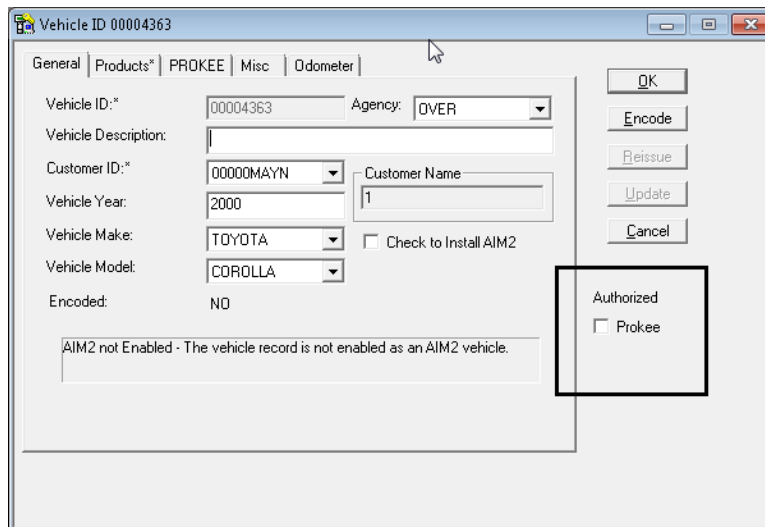 Vehicle ID 00004363
General Products* PROKEE Misc Odometer
Vehicle ID:* 00004363 Agency: OVER
Vehicle Description:
Customer ID:* 00000MAYN Customer Name
Vehicle Year: 2000 1
Vehicle Make: TOYOTA Check to Install AIM2
Vehicle Model: COROLLA
Encoded: NO
AIM2 not Enabled - The vehicle record is not enabled as an AIM2 vehicle.
OK
Encode
Reissue
Update
Cancel
Authorized
Prokee